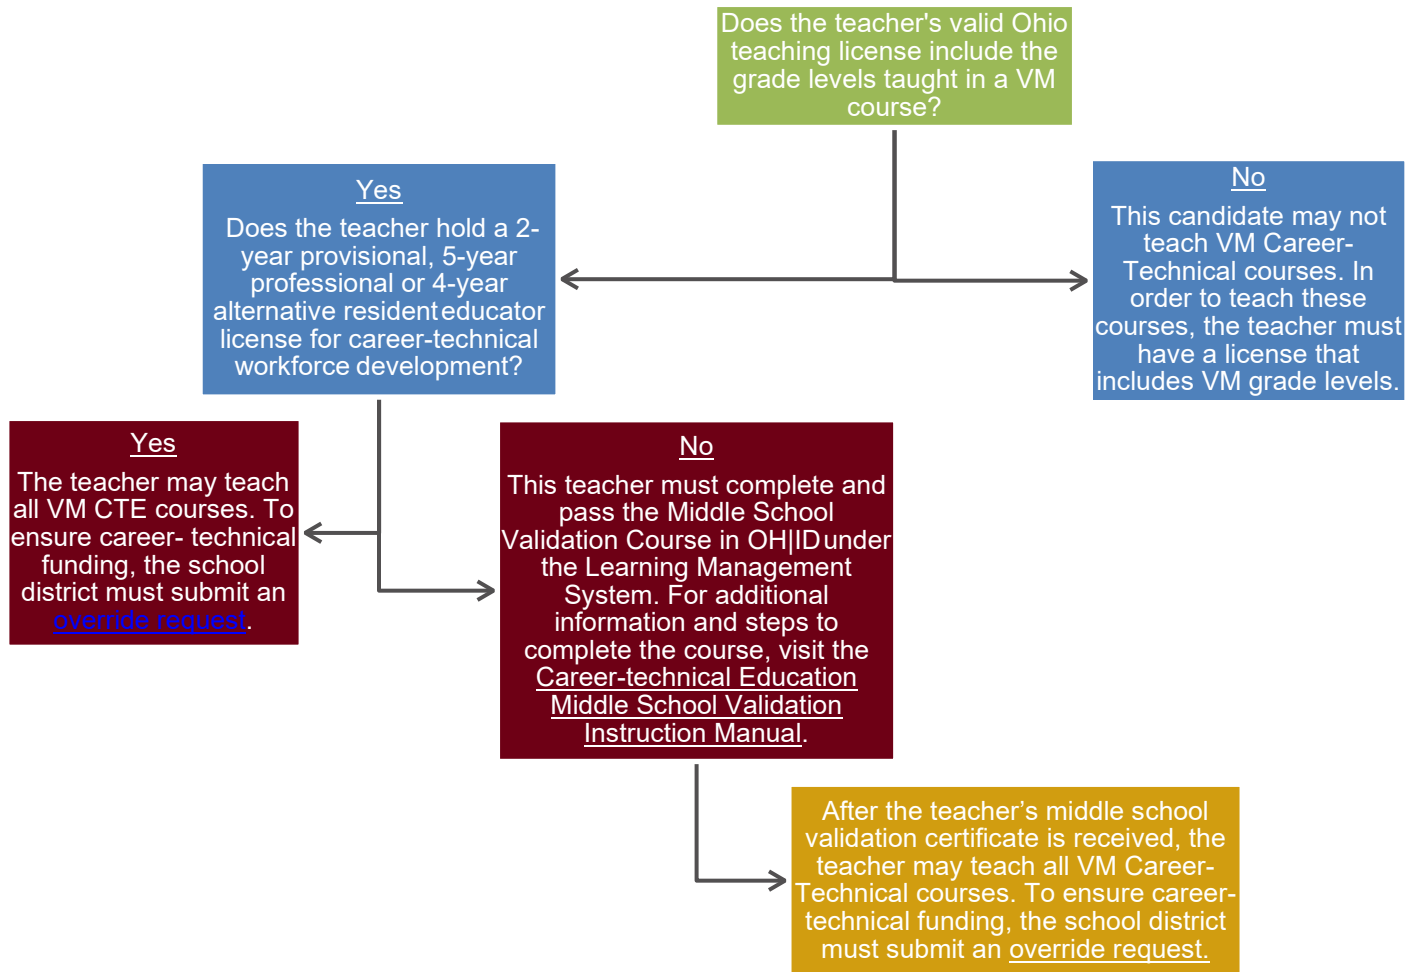 Does the teacher's valid Ohio
teaching license include the
grade levels taught in a VM
course?
Yes
Does the teacher hold a 2-
year provisional, 5-year
professional or 4-year
alternative resident educator
license for career-technical
workforce development?
No
This candidate may not
teach VM Career-
Technical courses. In
order to teach these
courses, the teacher must
have a license that
includes VM grade levels.
Yes
The teacher may teach
all VM CTE courses. To
ensure career- technical
funding, the school
district must submit an
override request.
No
This teacher must complete and
pass the Middle School
Validation Course in OH|ID under
the Learning Management
System. For additional
information and steps to
complete the course, visit the
Career-technical Education
Middle School Validation
Instruction Manual.
After the teacher’s middle school
validation certificate is received, the
teacher may teach all VM Career-
Technical courses. To ensure career-
technical funding, the school district
must submit an override request.